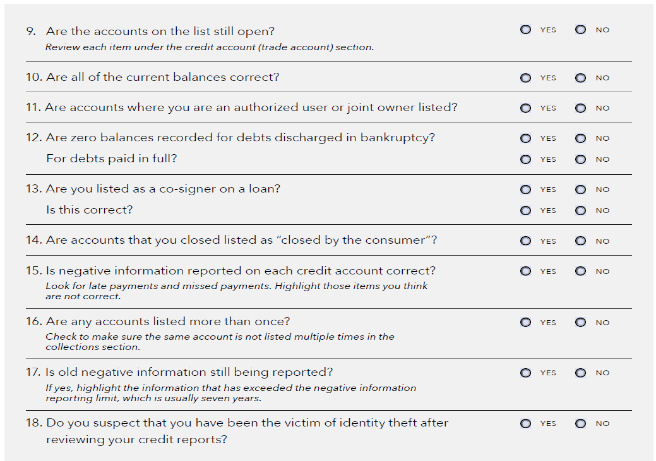 9. Are the accounts on the list still open? YES NO
Review each item under the credit account (trade account) section.
10. Are all of the current balances correct? YES NO
11. Are accounts where you are an authorized user or joint owner listed? YES NO
12. Are zero balances recorded for debts discharged in bankruptcy? YES NO
For debts paid in full? YES NO
13. Are you listed as a co-signer on a loan? YES NO
Is this correct? YES NO
14. Are accounts that you closed listed as “closed by the consumer”? YES NO
15. Is negative information reported on each credit account correct? YES NO
Look for late payments and missed payments. Highlight those items you think
are not correct.
16. Are any accounts listed more than once? YES NO
Check to make sure the same account is not listed multiple times in the
collections section.
17. Is old negative information still being reported? YES NO
If yes, highlight the information that has exceeded the negative information
reporting limit, which is usually seven years.
18. Do you suspect that you have been the victim of identity theft after YES NO
reviewing your credit reports?